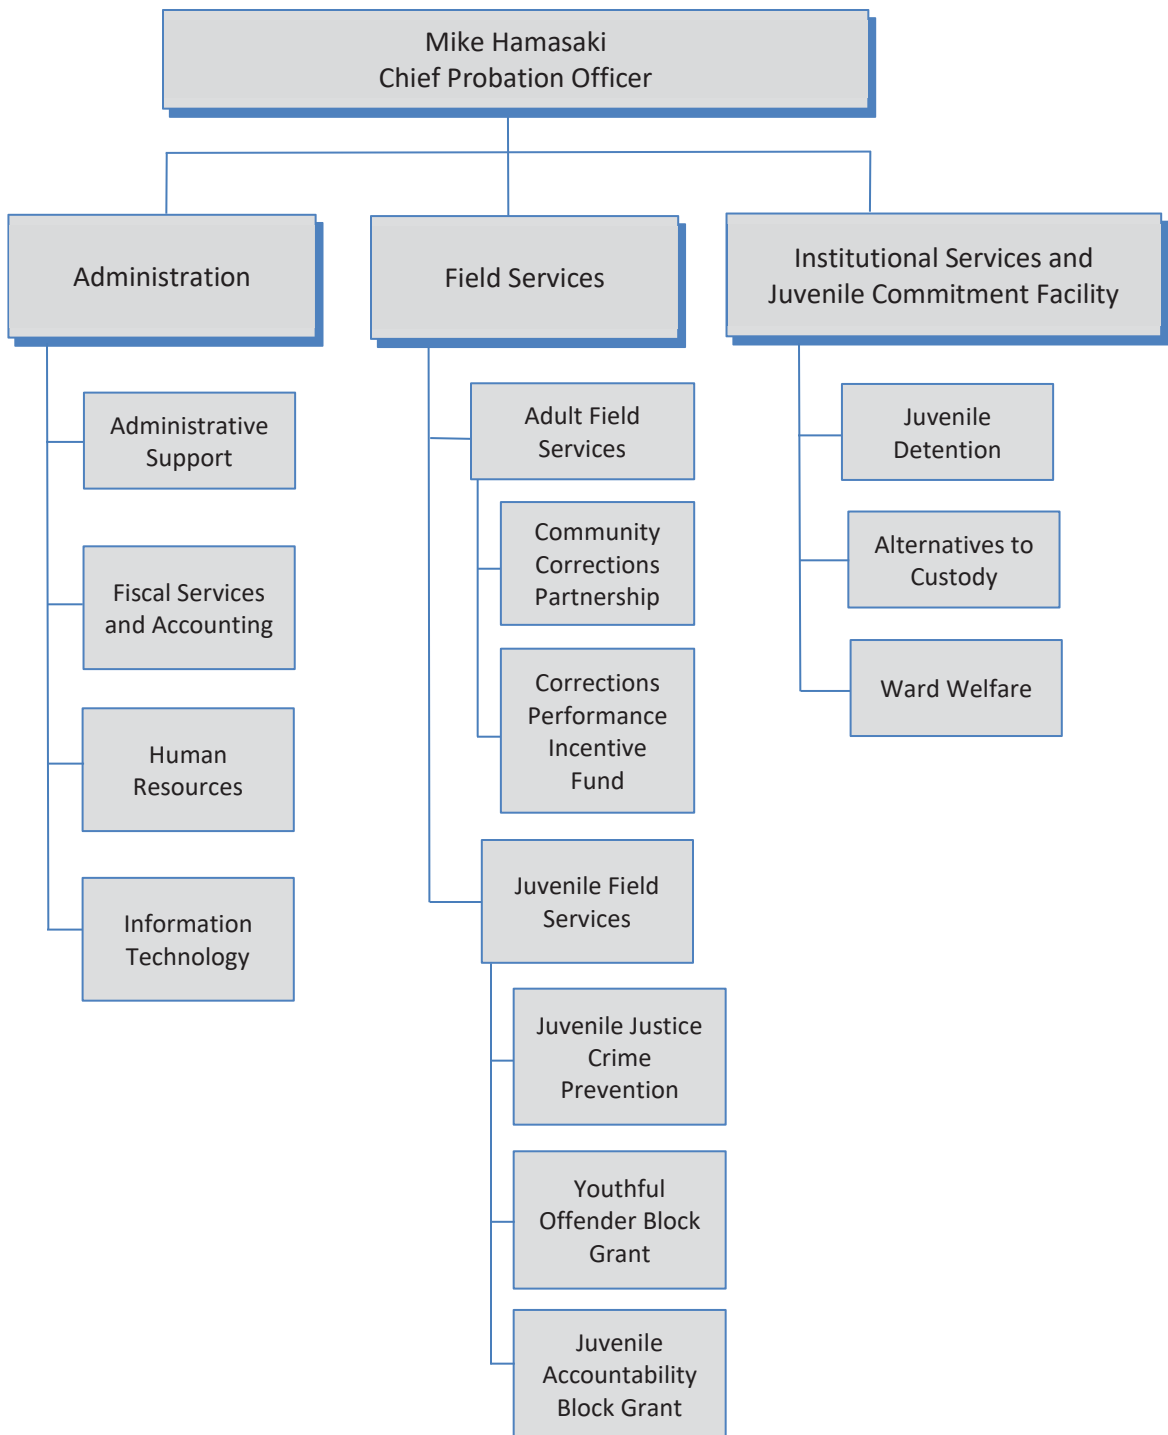 Mike Hamasaki
Chief Probation Officer
Administration
Field Services
Institutional Services and
Juvenile Commitment Facility
Administrative
Support
Fiscal Services
and Accounting
Human
Resources
Information
Technology
Adult Field
Services
Community
Corrections
Partnership
Corrections
Performance
Incentive
Fund
Juvenile Field
Services
Juvenile Justice
Crime
Prevention
Youthful
Offender Block
Grant
Juvenile
Accountability
Block Grant
Juvenile
Detention
Alternatives to
Custody
Ward Welfare